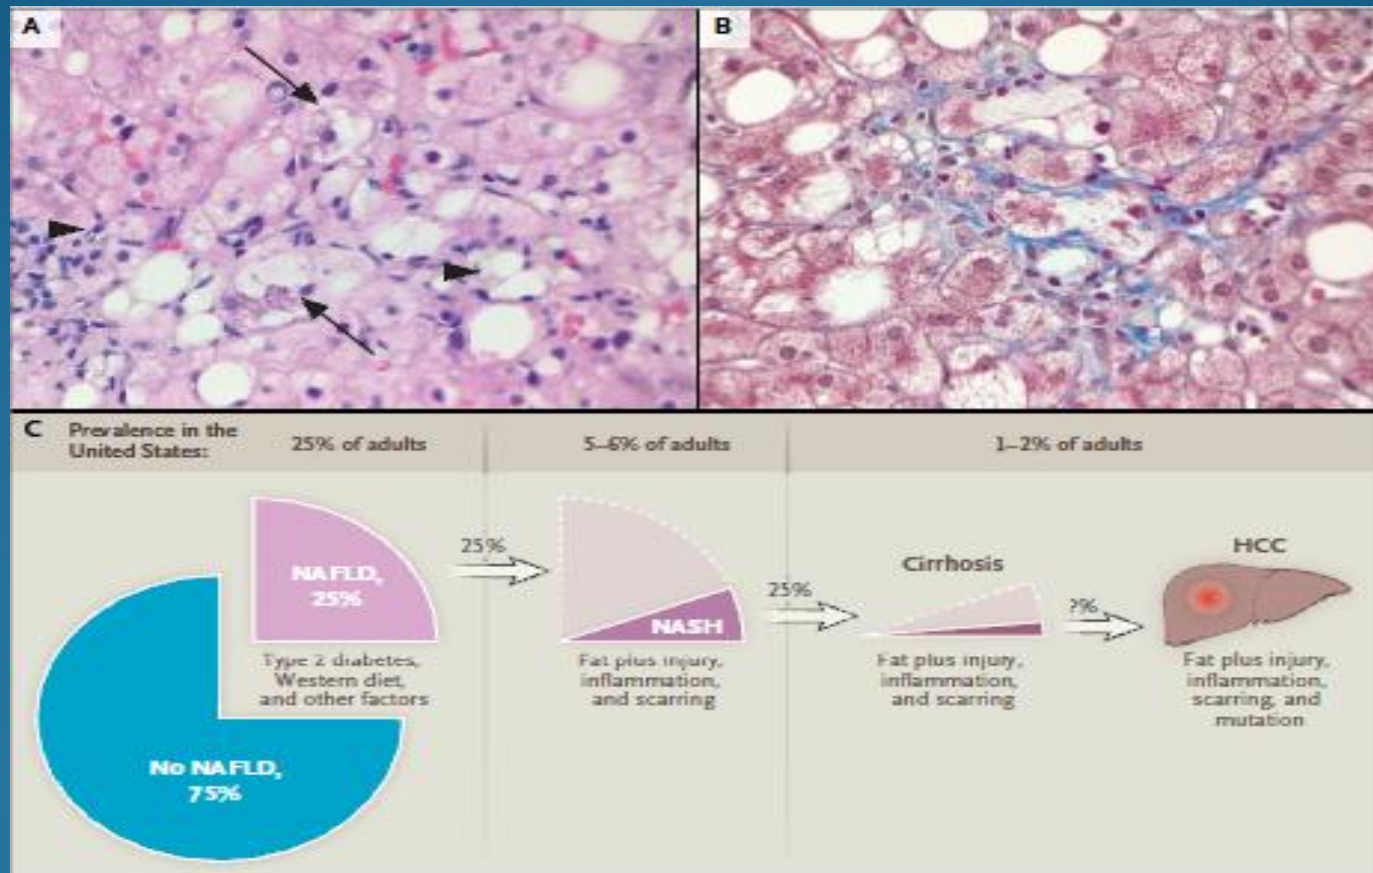 A
B
C
Prevalence in the
United States:
25% of adults
5–6% of adults
1–2% of adults
NAFLD,
25%
Type 2 diabetes,
Western diet,
and other factors
No NAFLD,
75%
25%
NASH
Fat plus injury,
inflammation,
and scarring
25%
Cirrhosis
Fat plus injury,
inflammation,
and scarring
?%
HCC
Fat plus injury,
inflammation,
scarring, and
mutation